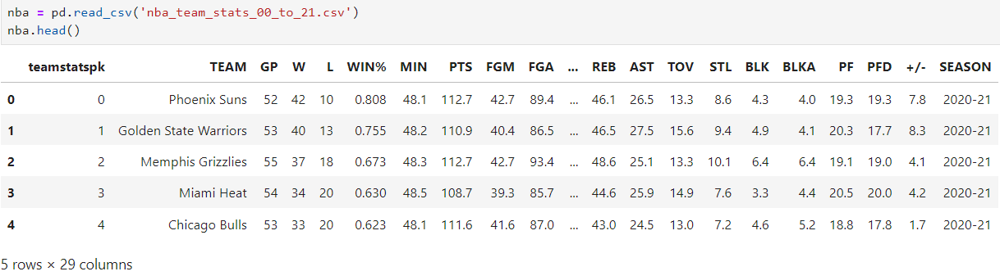 nba = pd.read_csv('nba_team_stats_00_to_21.csv')
nba.head()
teamstatspk TEAM GP W L WIN% MIN PTS FGM FGA ... REB AST TOV STL BLK BLKA PF PFD +/- SEASON
0 0 Phoenix Suns 52 42 10 0.808 48.1 112.7 42.7 89.4 ... 46.1 26.5 13.3 8.6 4.3 4.0 19.3 19.3 7.8 2020-21
1 1 Golden State Warriors 53 40 13 0.755 48.2 110.9 40.4 86.5 ... 46.5 27.5 15.6 9.4 4.9 4.1 20.3 17.7 8.3 2020-21
2 2 Memphis Grizzlies 55 37 18 0.673 48.3 112.7 42.7 93.4 ... 48.6 25.1 13.3 10.1 6.4 6.4 19.1 19.0 4.1 2020-21
3 3 Miami Heat 54 34 20 0.630 48.5 108.7 39.3 85.7 ... 44.6 25.9 14.9 7.6 3.3 4.4 20.5 20.0 4.2 2020-21
4 4 Chicago Bulls 53 33 20 0.623 48.1 111.6 41.6 87.0 ... 43.0 24.5 13.0 7.2 4.6 5.2 18.8 17.8 1.7 2020-21
5 rows × 29 columns